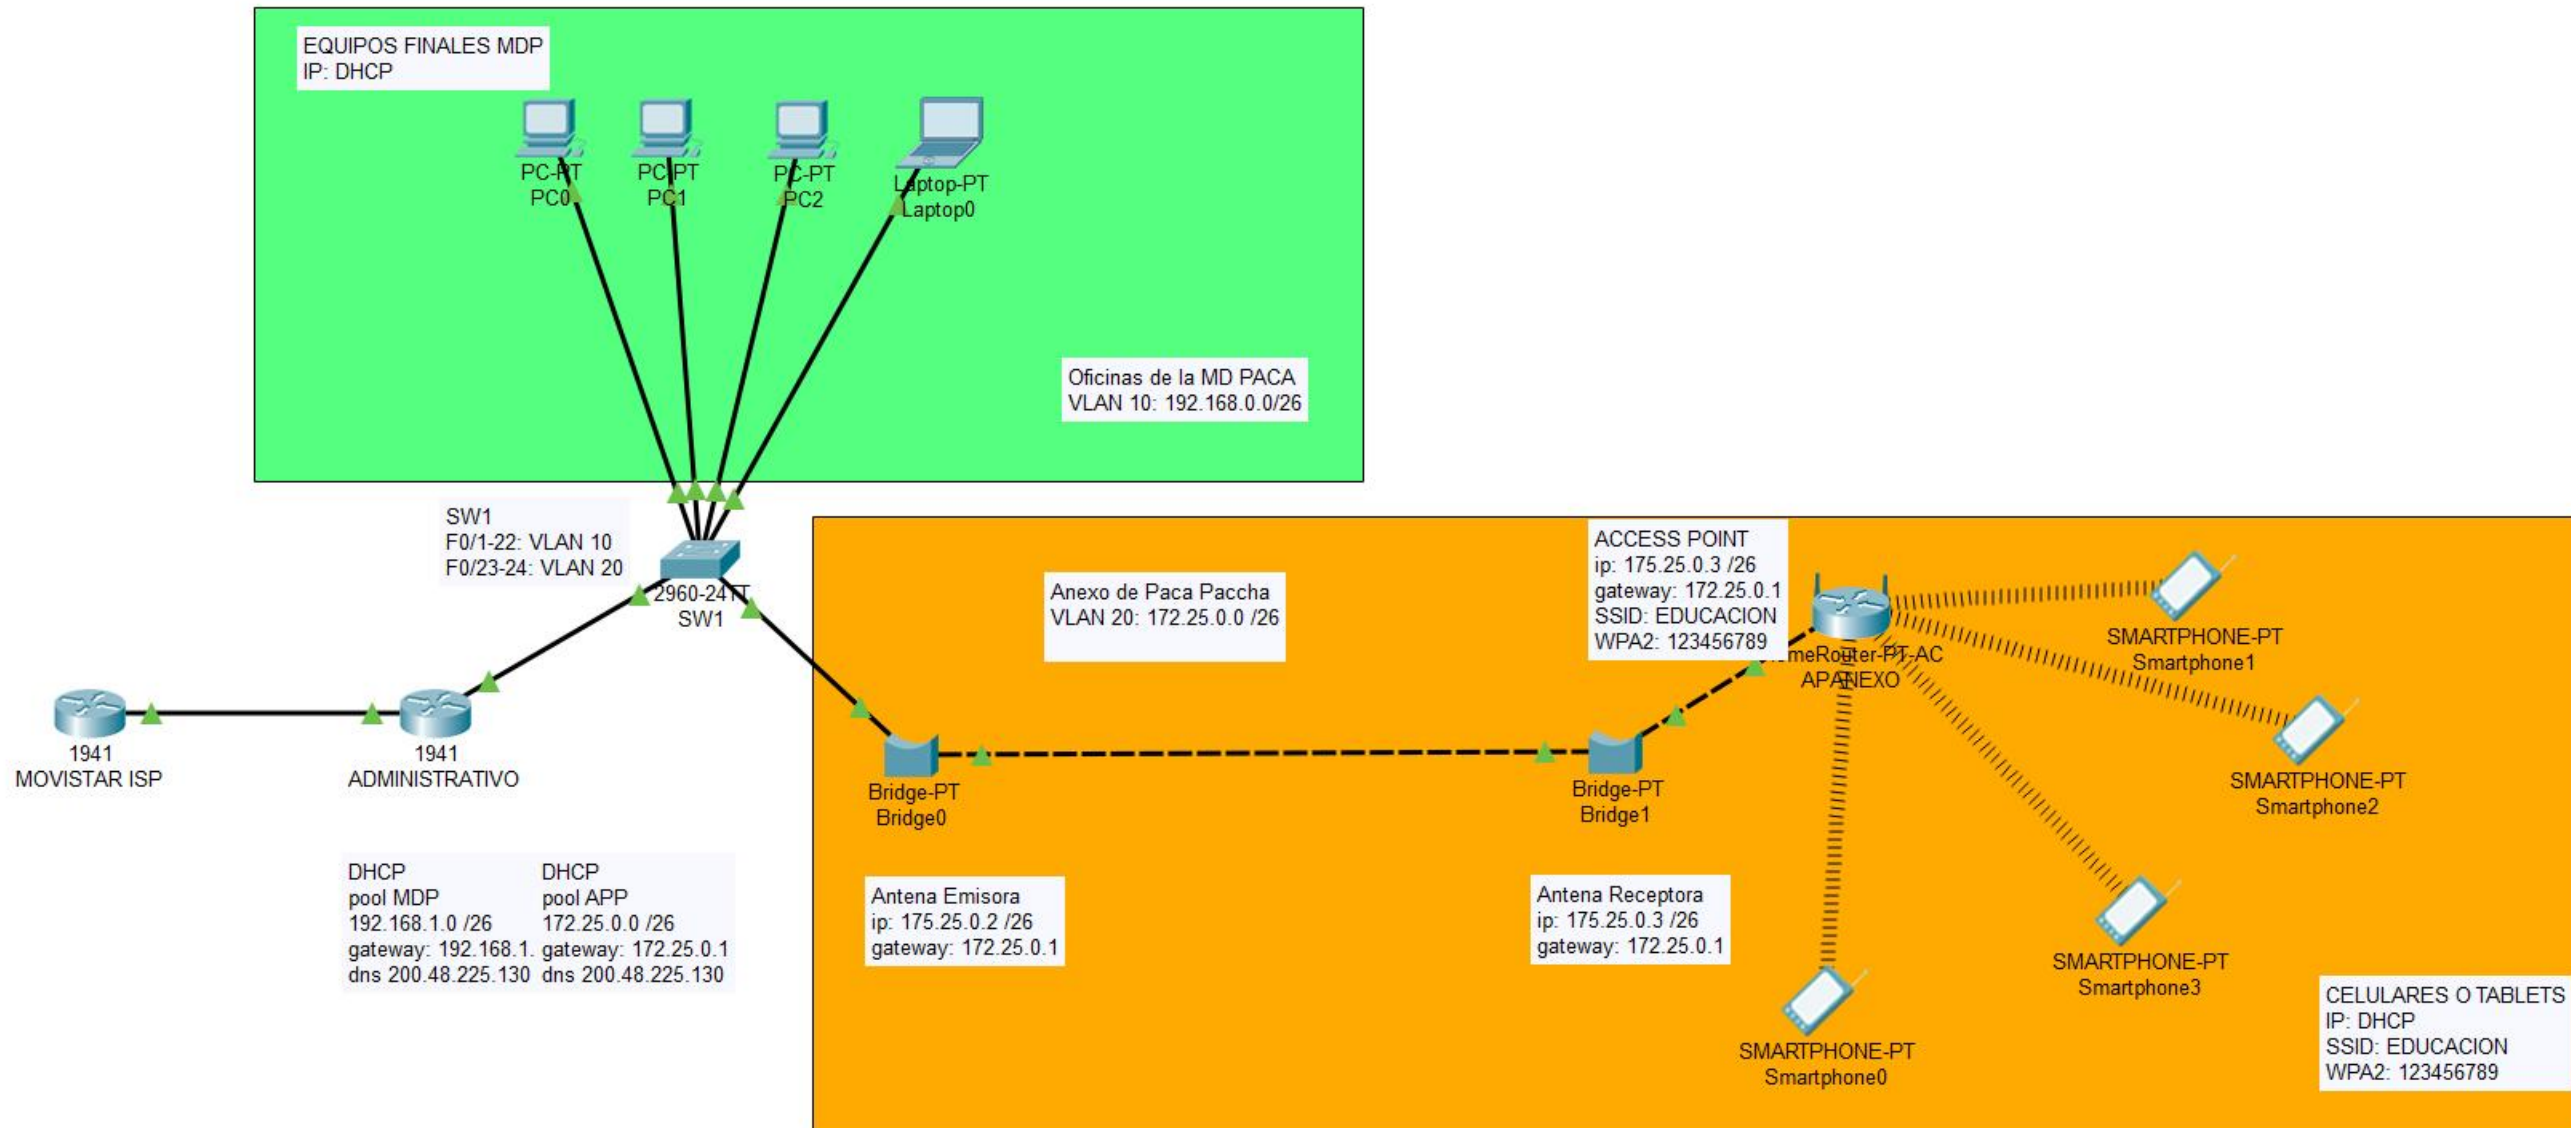 EQUIPOS FINALES MDP
IP: DHCP
PC-PT
PC0
PC-PT
PC1
PC-PT
PC2
Laptop-PT
Laptop0
Oficinas de la MD PACA
VLAN 10: 192.168.0.0/26
SW1
F0/1-22: VLAN 10
F0/23-24: VLAN 20
2960-24TT
SW1
Anexo de Paca Paccha
VLAN 20: 172.25.0.0 /26
ACCESS POINT
ip: 175.25.0.3 /26
gateway: 172.25.0.1
SSID: EDUCACION
WPA2: 123456789
meRouter-PT-AC
APANEXO
SMARTPHONE-PT
Smartphone1
SMARTPHONE-PT
Smartphone2
1941
MOVISTAR ISP
1941
ADMINISTRATIVO
Bridge-PT
Bridge0
Bridge-PT
Bridge1
DHCP
pool MDP
192.168.1.0 /26
gateway: 192.168.1.
dns 200.48.225.130
DHCP
pool APP
172.25.0.0 /26
gateway: 172.25.0.1
dns 200.48.225.130
Antena Emisora
ip: 175.25.0.2 /26
gateway: 172.25.0.1
Antena Receptora
ip: 175.25.0.3 /26
gateway: 172.25.0.1
SMARTPHONE-PT
Smartphone3
SMARTPHONE-PT
Smartphone0
CELULARES O TABLETS
IP: DHCP
SSID: EDUCACION
WPA2: 123456789